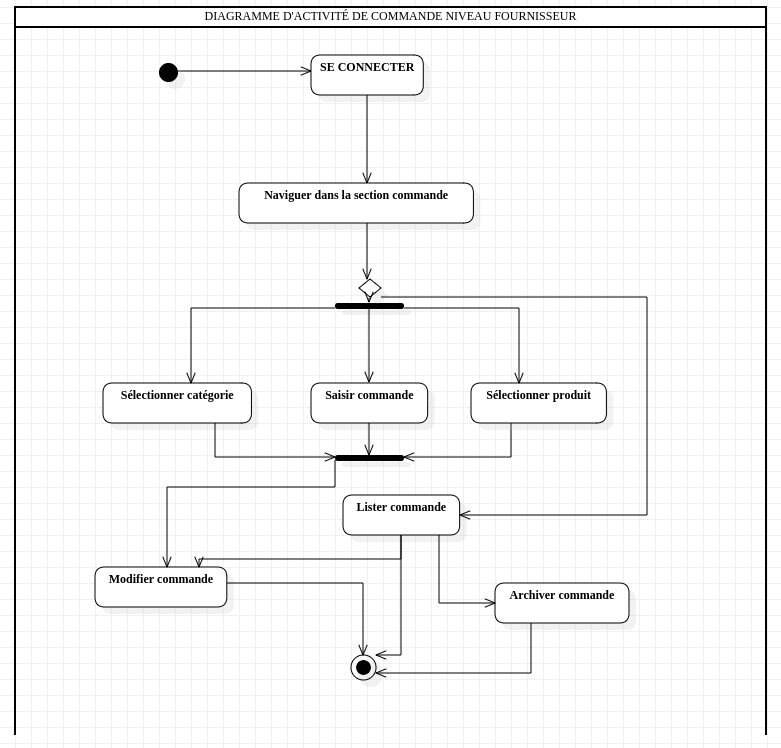 DIAGRAMME D'ACTIVITÉ DE COMMANDE NIVEAU FOURNISSEUR
SE CONNECTER
Naviguer dans la section commande
Sélectionner catégorie
Saisir commande
Sélectionner produit
Lister commande
Modifier commande
Archiver commande